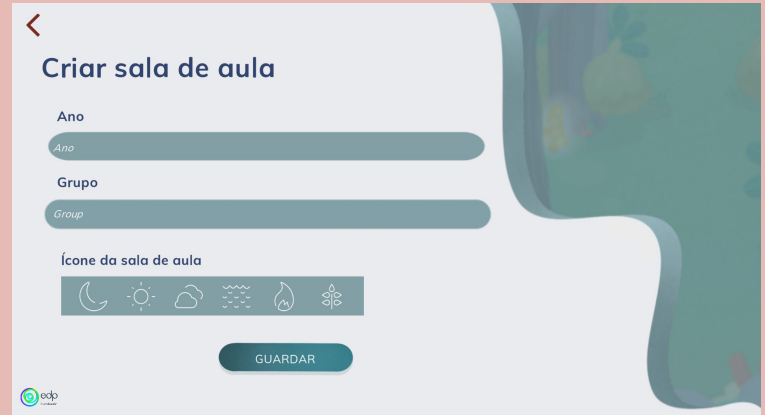 Criar sala de aula
Ano
Ano
Grupo
Group
Ícone da sala de aula
GUARDAR
edp